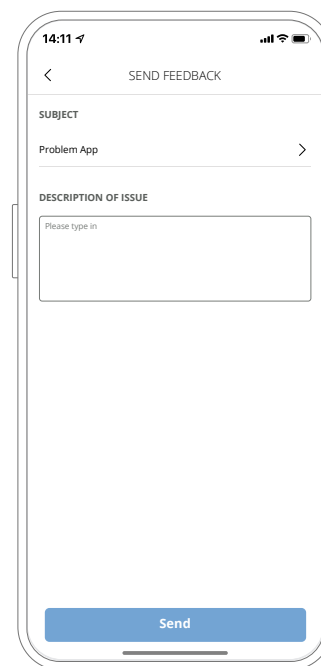 14:11
SEND FEEDBACK
SUBJECT
Problem App
DESCRIPTION OF ISSUE
Please type in
Send